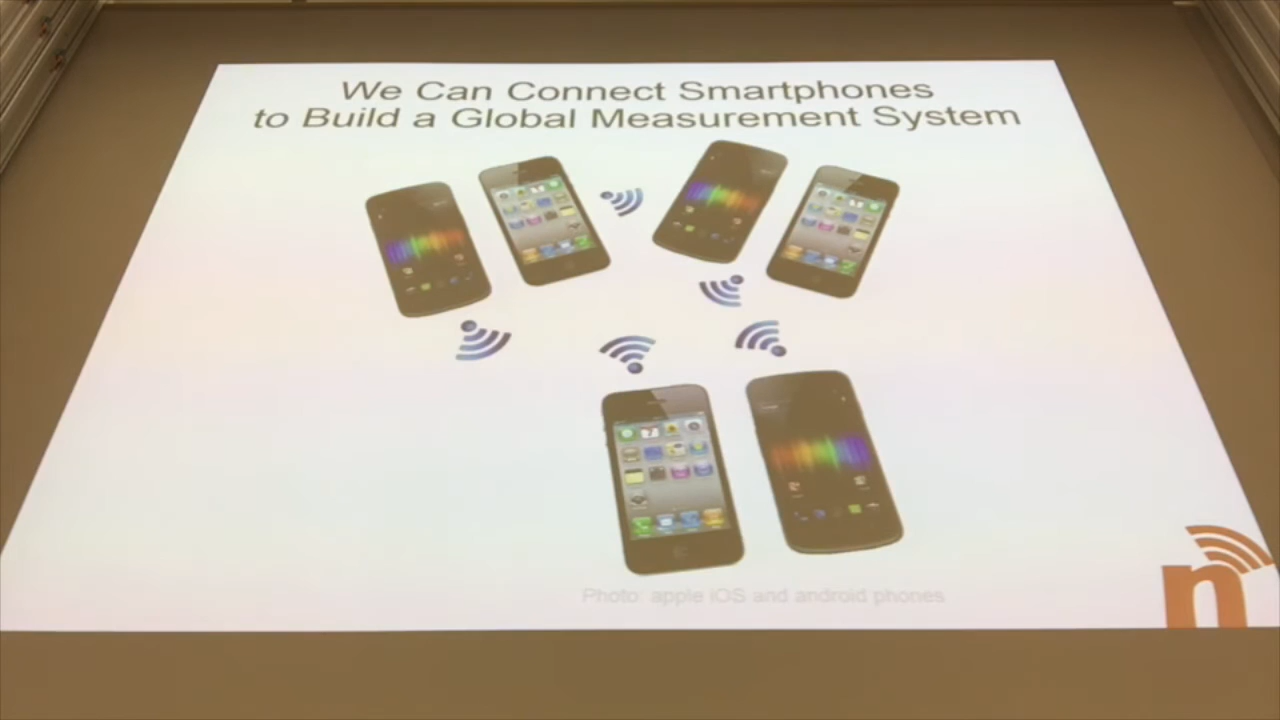 We Can Connect Smartphones
to Build a Global Measurement System
Photo: apple iOS and android phones
n